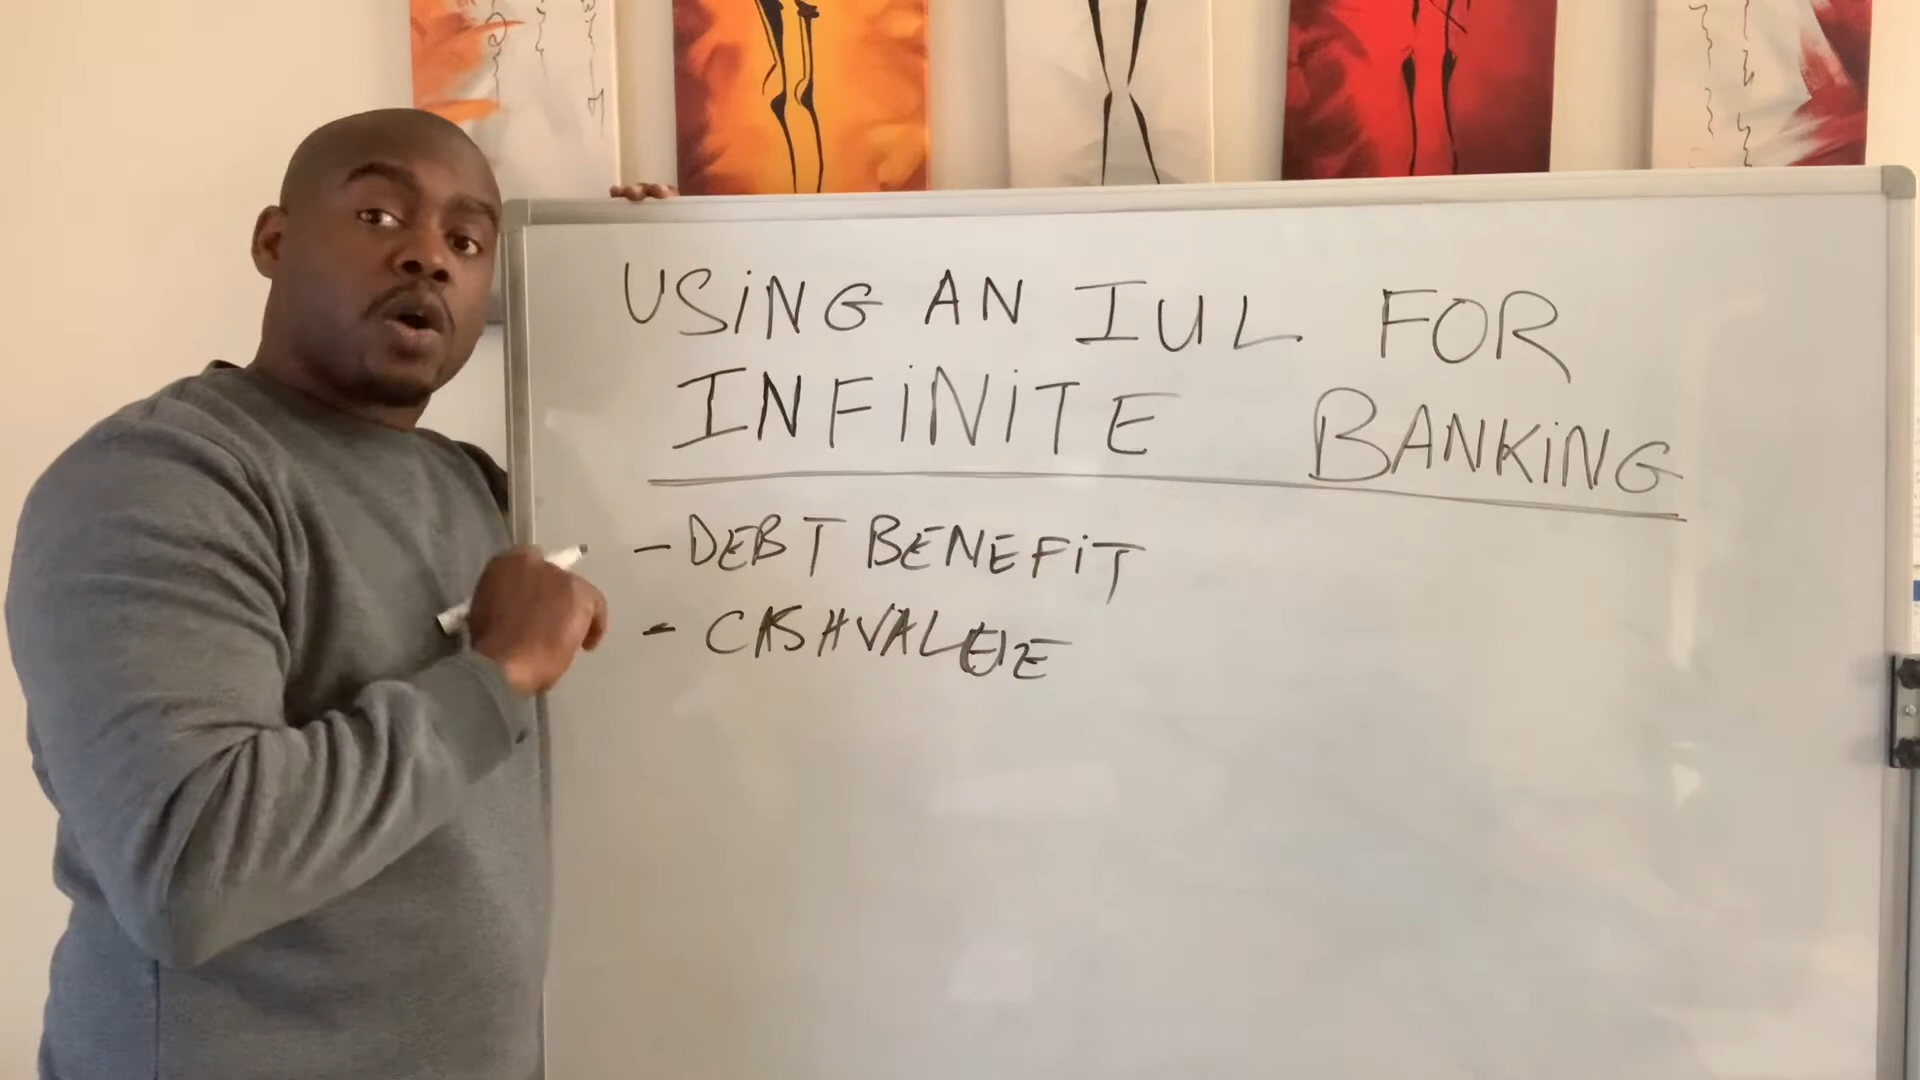 USING AN IUL FOR
INFINITE BANKING
- DEBT BENEFIT
- CASHVALUE